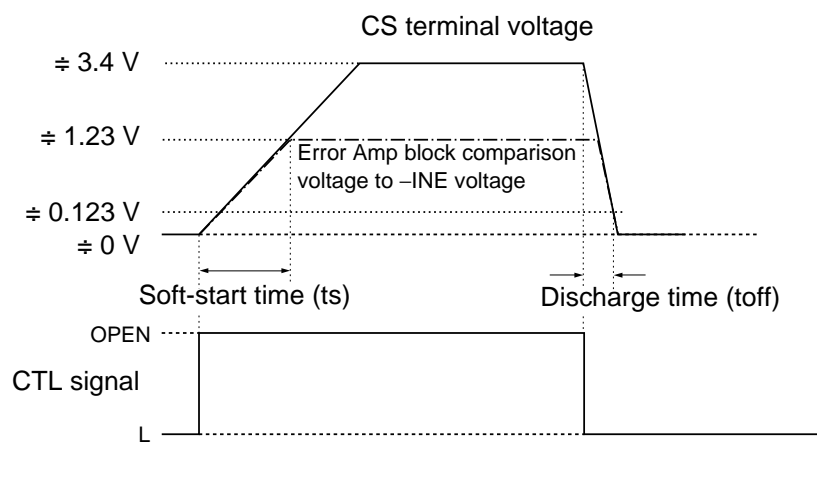 CS terminal voltage
≑ 3.4 V
≑ 1.23 V
Error Amp block comparison
voltage to −INE voltage
≑ 0.123 V
≑ 0 V
Soft-start time (ts)
Discharge time (toff)
OPEN
CTL signal
L